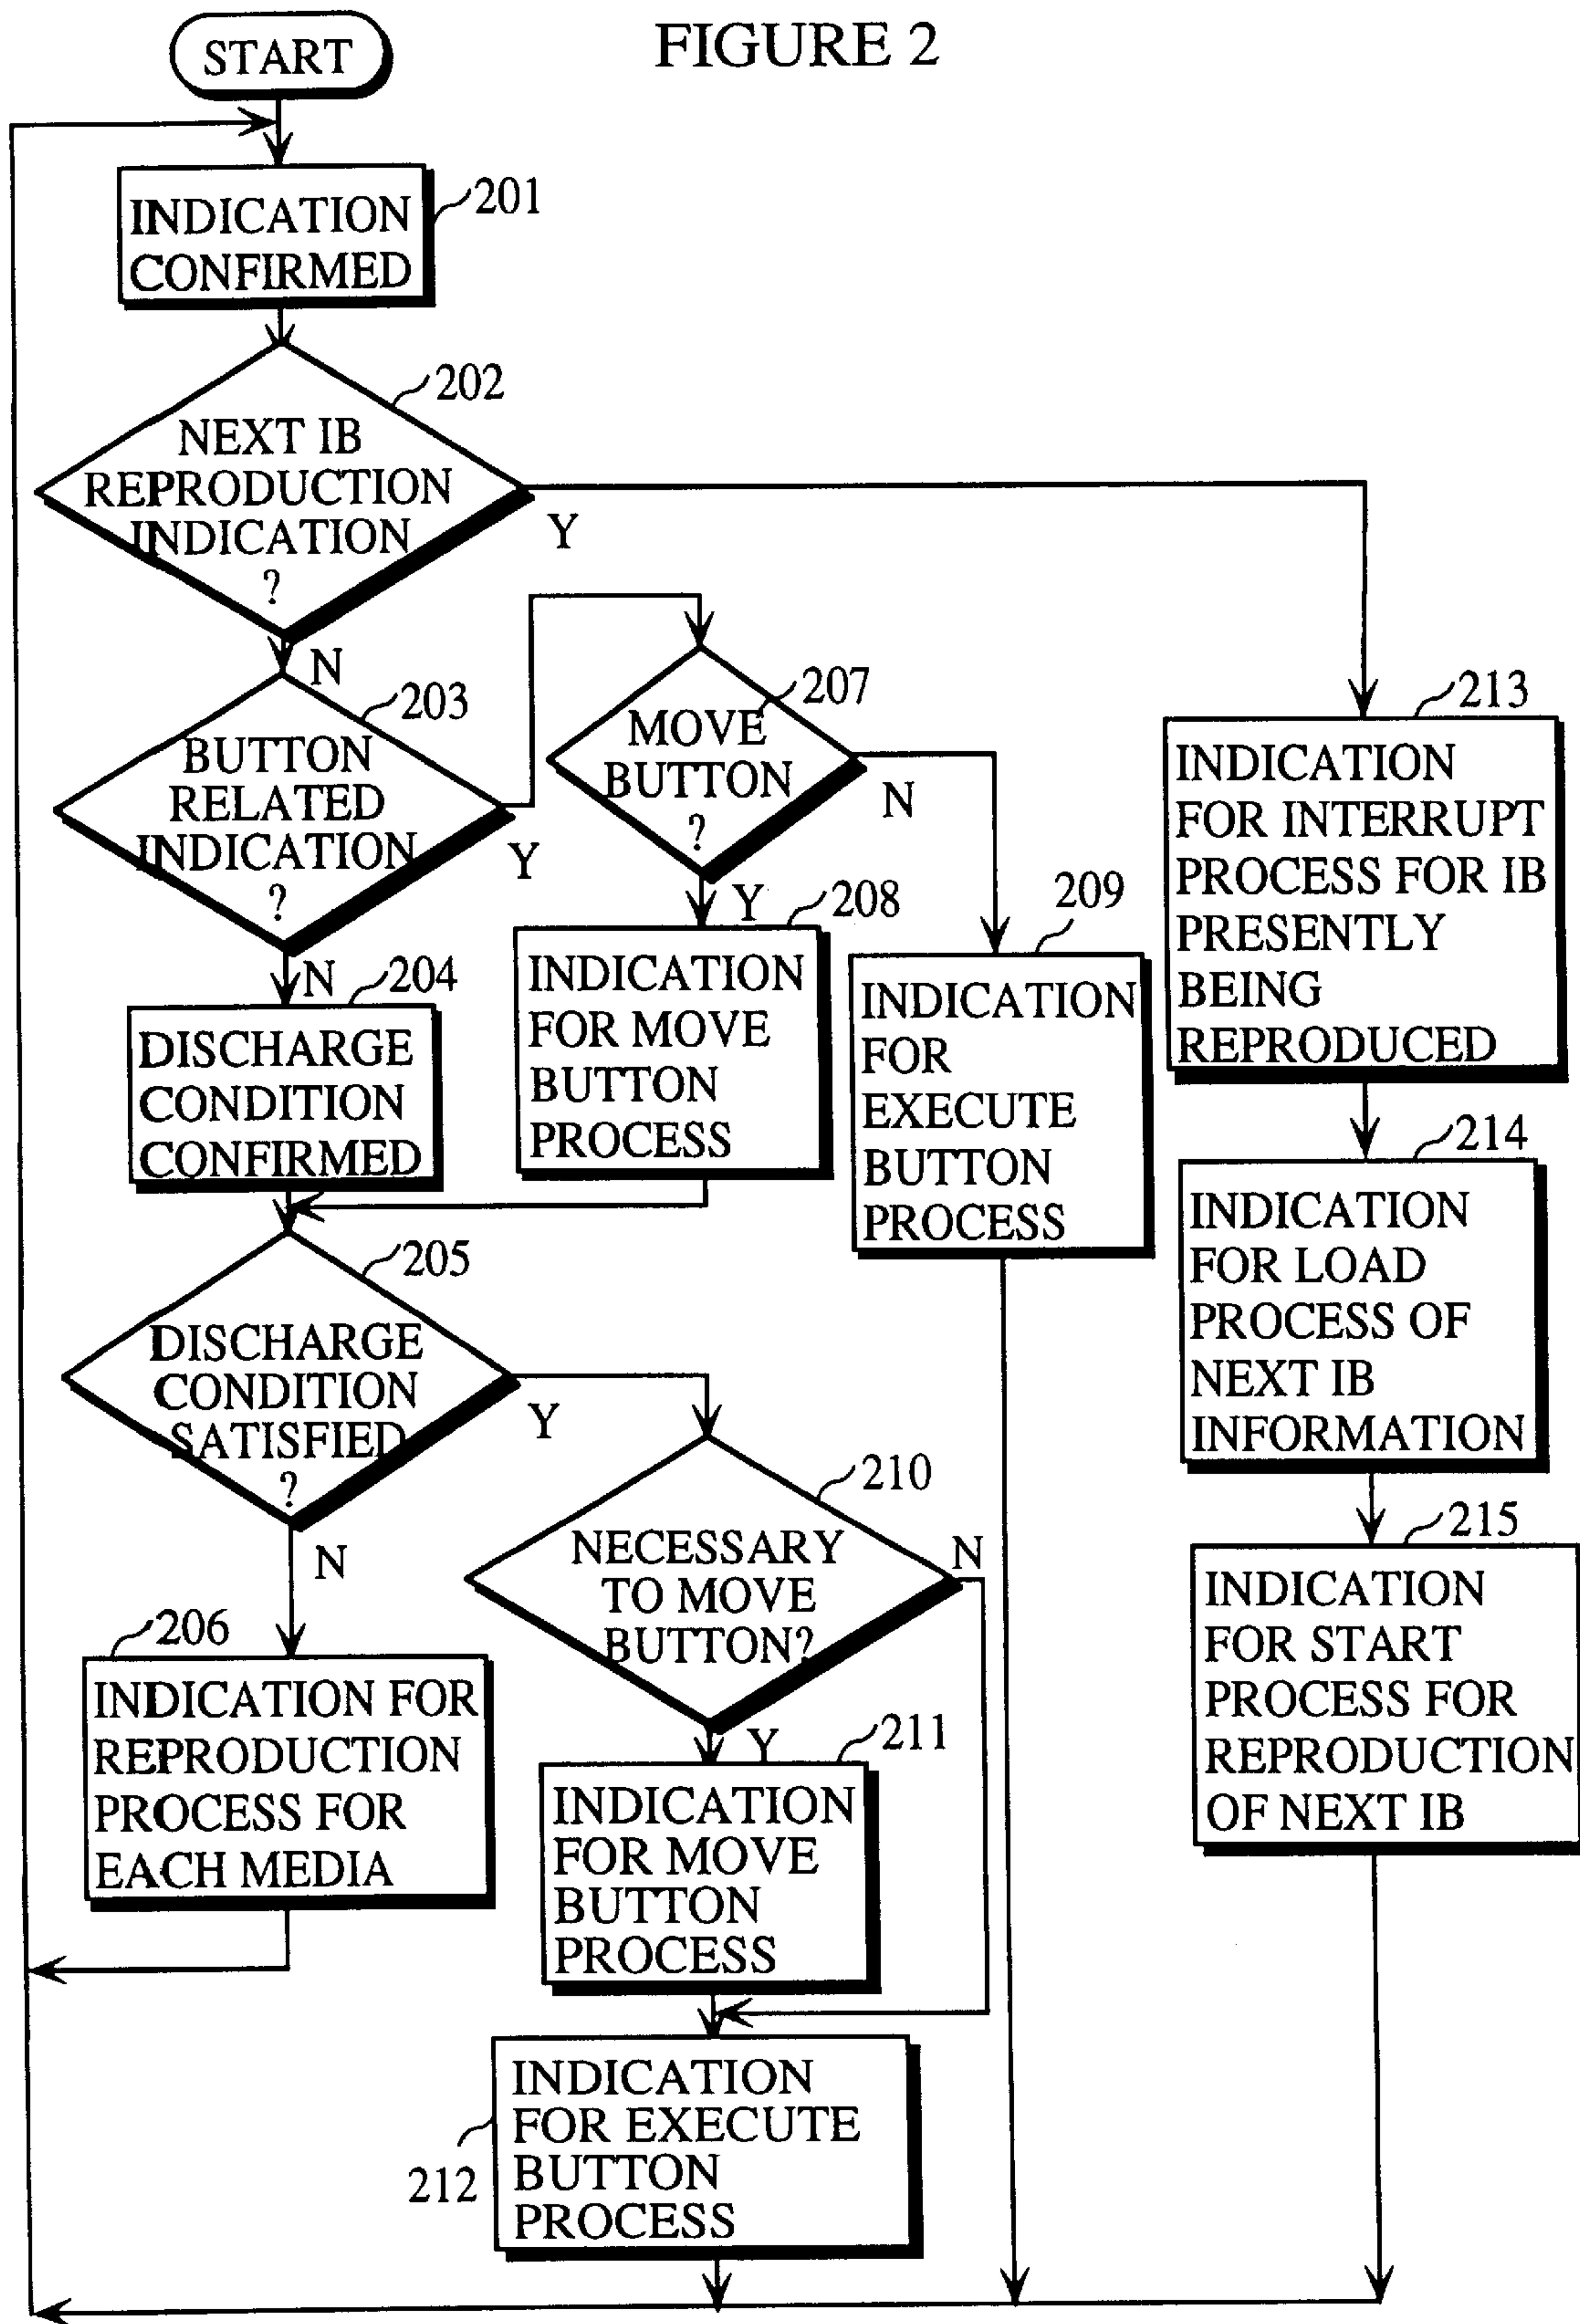 FIGURE 2
START
INDICATION
CONFIRMED
201
202
NEXT IB
REPRODUCTION
INDICATION
?
Y
N
203
BUTTON
RELATED
INDICATION
?
Y
N
204
DISCHARGE
CONDITION
CONFIRMED
205
DISCHARGE
CONDITION
SATISFIED
?
Y
N
206
INDICATION FOR
REPRODUCTION
PROCESS FOR
EACH MEDIA
207
MOVE
BUTTON
?
N
Y
208
INDICATION
FOR MOVE
BUTTON
PROCESS
209
INDICATION
FOR
EXECUTE
BUTTON
PROCESS
210
NECESSARY
TO MOVE
BUTTON?
N
Y
211
INDICATION
FOR MOVE
BUTTON
PROCESS
212
INDICATION
FOR EXECUTE
BUTTON
PROCESS
213
INDICATION
FOR INTERRUPT
PROCESS FOR IB
PRESENTLY
BEING
REPRODUCED
214
INDICATION
FOR LOAD
PROCESS OF
NEXT IB
INFORMATION
215
INDICATION
FOR START
PROCESS FOR
REPRODUCTION
OF NEXT IB